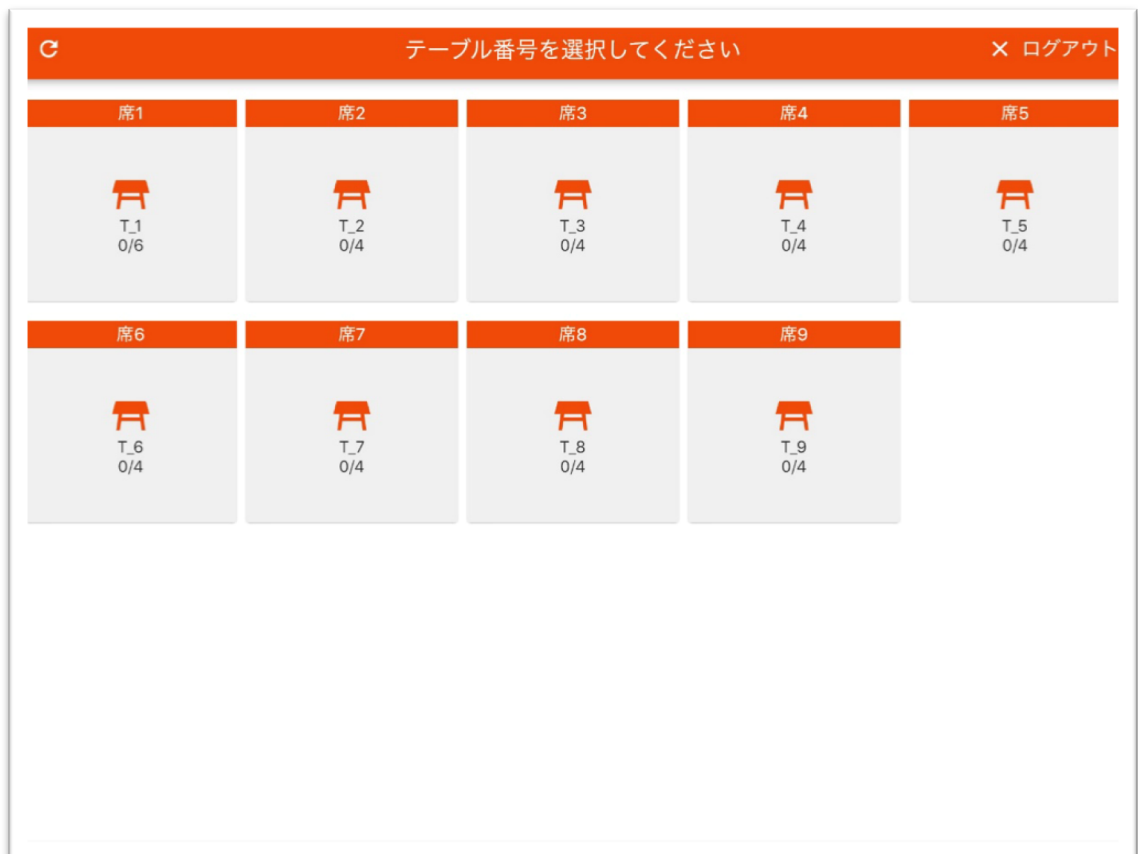 テーブル番号を選択してください
× ログアウト
席1
席2
席3
席4
席5
T_1
0/6
T_2
0/4
T_3
0/4
T_4
0/4
T_5
0/4
席6
席7
席8
席9
T_6
0/4
T_7
0/4
T_8
0/4
T_9
0/4